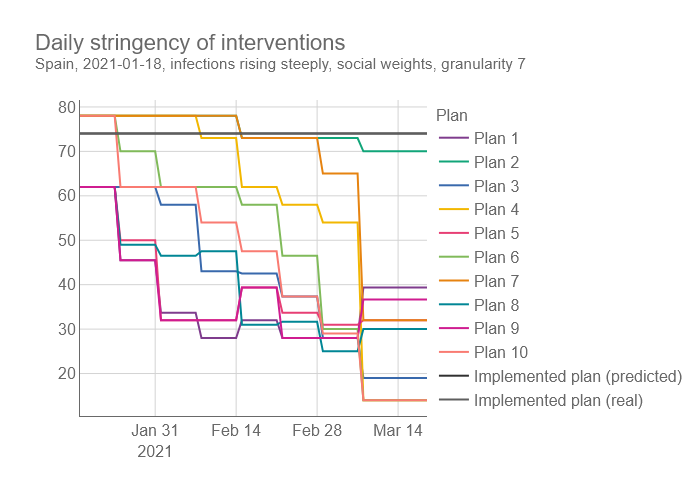 Daily stringency of interventions
Spain, 2021-01-18, infections rising steeply, social weights, granularity 7
80
70
60
50
40
30
20
Jan 31
2021
Feb 14
Feb 28
Mar 14
Plan
Plan 1
Plan 2
Plan 3
Plan 4
Plan 5
Plan 6
Plan 7
Plan 8
Plan 9
Plan 10
Implemented plan (predicted)
Implemented plan (real)